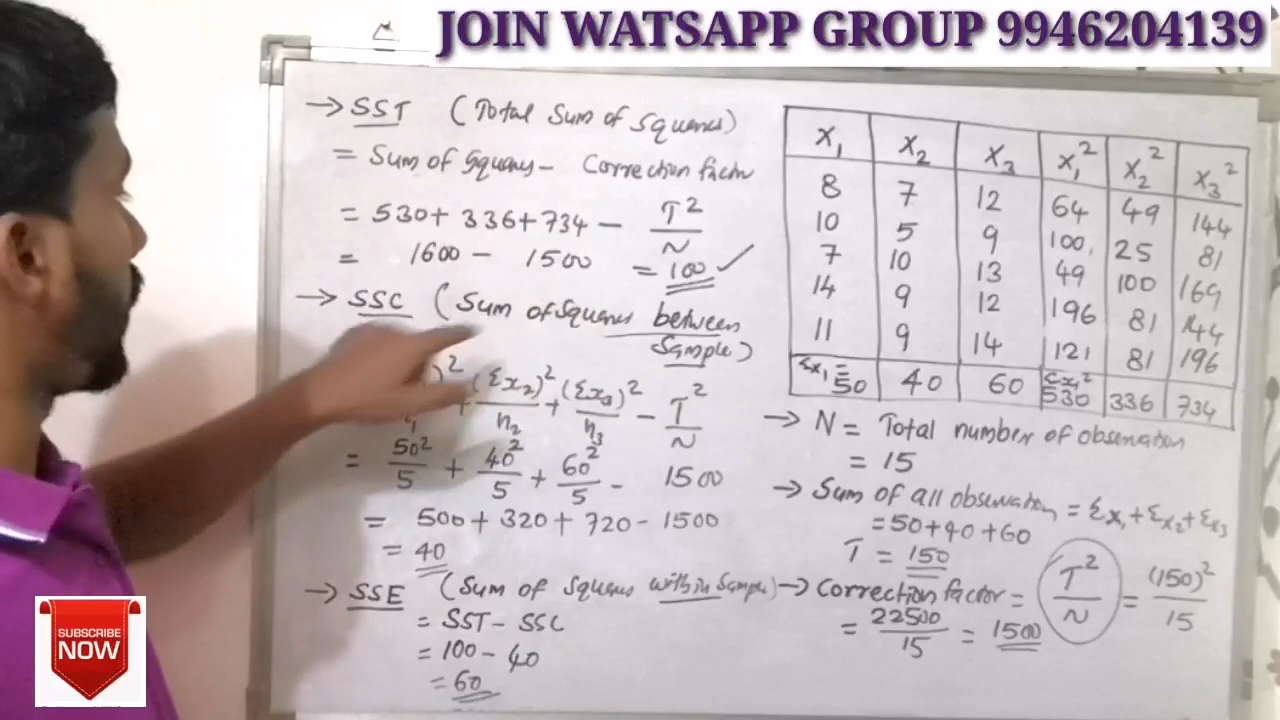 JOIN WATSAPP GROUP 9946204139
→ SST (Total Sum of Squares)
= Sum of Squares - Correction factor
= 530 + 336 + 734 - T²/N
= 1600 - 1500 = 100 ✓
→ SSC (Sum of Squares between
Sample)
)² + (Σx₂)²/n₂ + (Σx₃)²/n₃ - T²/N
= 50²/5 + 40²/5 + 60²/5 - 1500
= 500 + 320 + 720 - 1500
= 40
→ SSE (Sum of Squares within Sample)
= SST - SSC
= 100 - 40
= 60
X₁ X₂ X₃ X₁² X₂² X₃²
8 7 12 64 49 144
10 5 9 100 25 81
7 10 13 49 100 169
14 9 12 196 81 144
11 9 14 121 81 196
Σx₁ = 50 40 60 Σx₁² 530 336 734
→ N = Total number of observation
= 15
→ Sum of all observation = Σx₁ + Σx₂ + Σx₃
= 50 + 40 + 60
T = 150
→ Correction factor = T²/N = (150)²/15
= 22500/15 = 1500
SUBSCRIBE
NOW